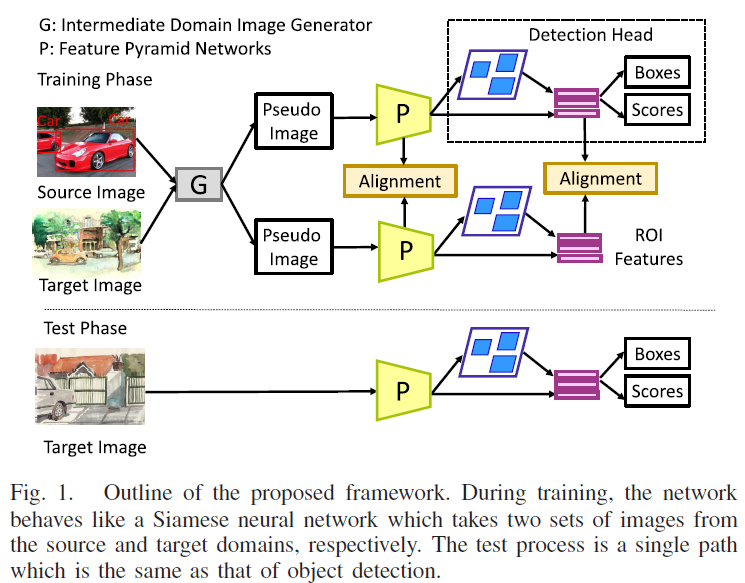 G: Intermediate Domain Image Generator
P: Feature Pyramid Networks
Training Phase
Detection Head
Car
Car
Source Image
Target Image
G
Pseudo
Image
Pseudo
Image
P
P
Alignment
Alignment
Boxes
Scores
ROI
Features
Test Phase
Target Image
P
Boxes
Scores
Fig. 1. Outline of the proposed framework. During training, the network
behaves like a Siamese neural network which takes two sets of images from
the source and target domains, respectively. The test process is a single path
which is the same as that of object detection.